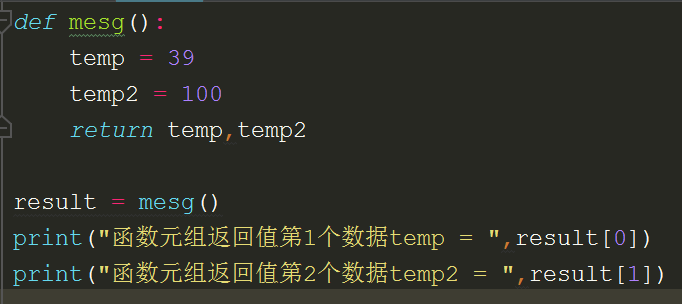 def mesg():
    temp = 39
    temp2 = 100
    return temp,temp2
result = mesg()
print("函数元组返回值第1个数据temp = ",result[0])
print("函数元组返回值第2个数据temp2 = ",result[1])